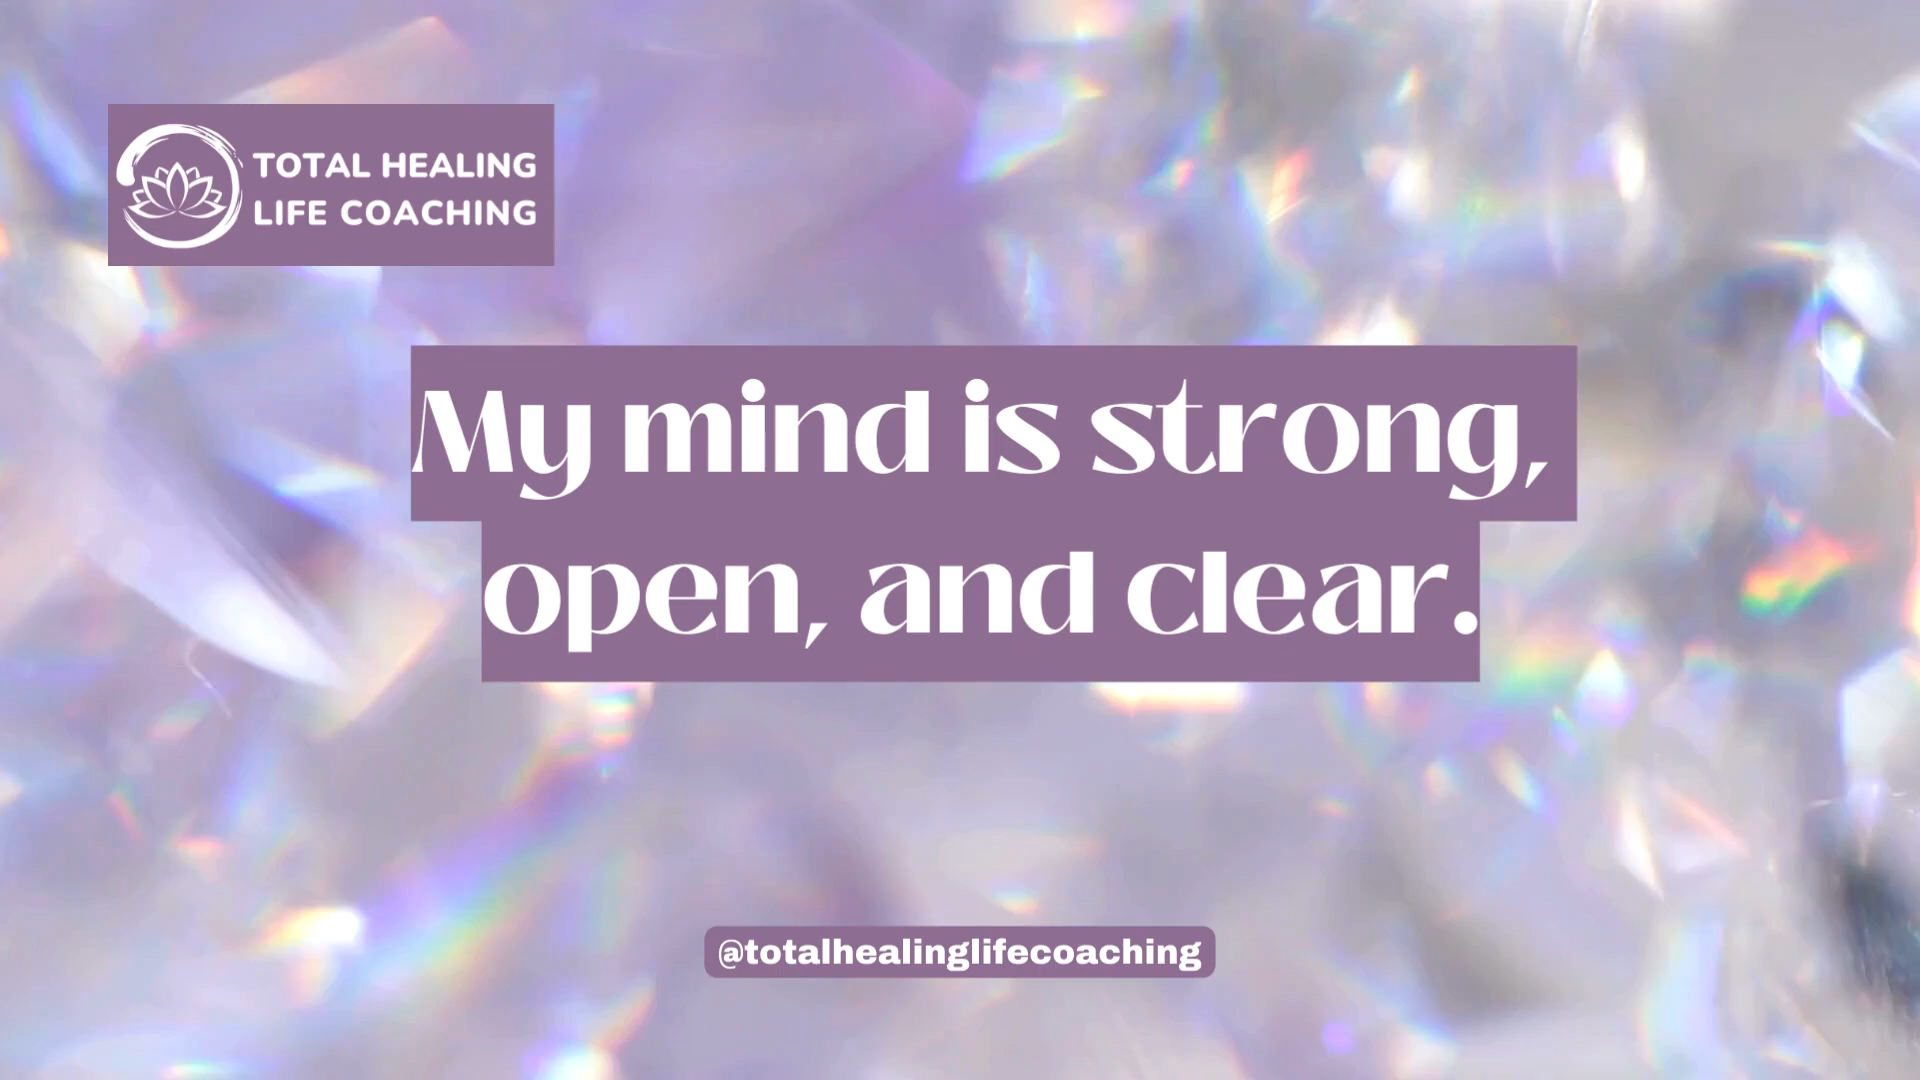 TOTAL HEALING
LIFE COACHING
My mind is strong,
open, and clear.
@totalhealinglifecoaching